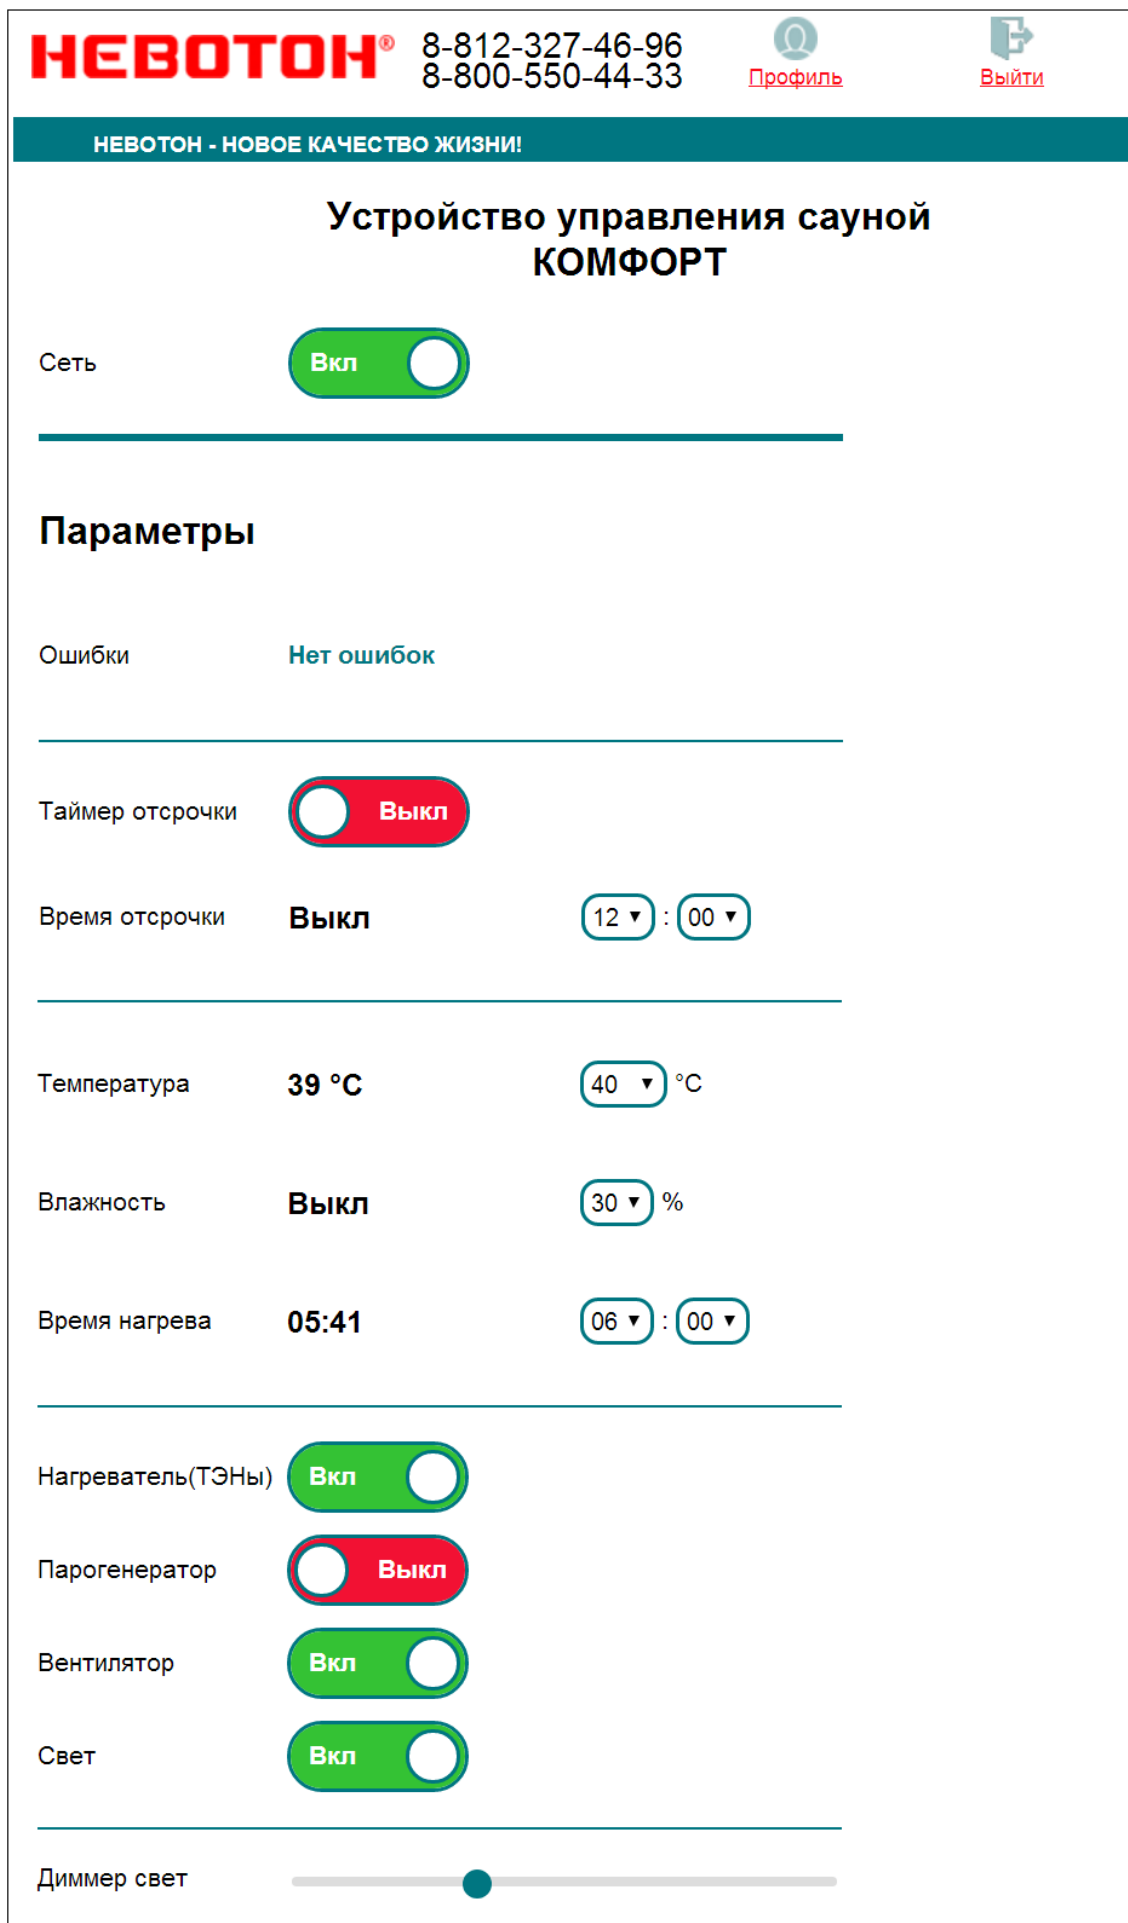 НЕВОТОН®
8-812-327-46-96
8-800-550-44-33
Профиль
Выйти
НЕВОТОН - НОВОЕ КАЧЕСТВО ЖИЗНИ!
Устройство управления сауной
КОМФОРТ
Сеть Вкл
Параметры
Ошибки Нет ошибок
Таймер отсрочки Выкл
Время отсрочки Выкл 12 : 00
Температура 39 °C 40 °C
Влажность Выкл 30 %
Время нагрева 05:41 06 : 00
Нагреватель(ТЭНы) Вкл
Парогенератор Выкл
Вентилятор Вкл
Свет Вкл
Диммер свет